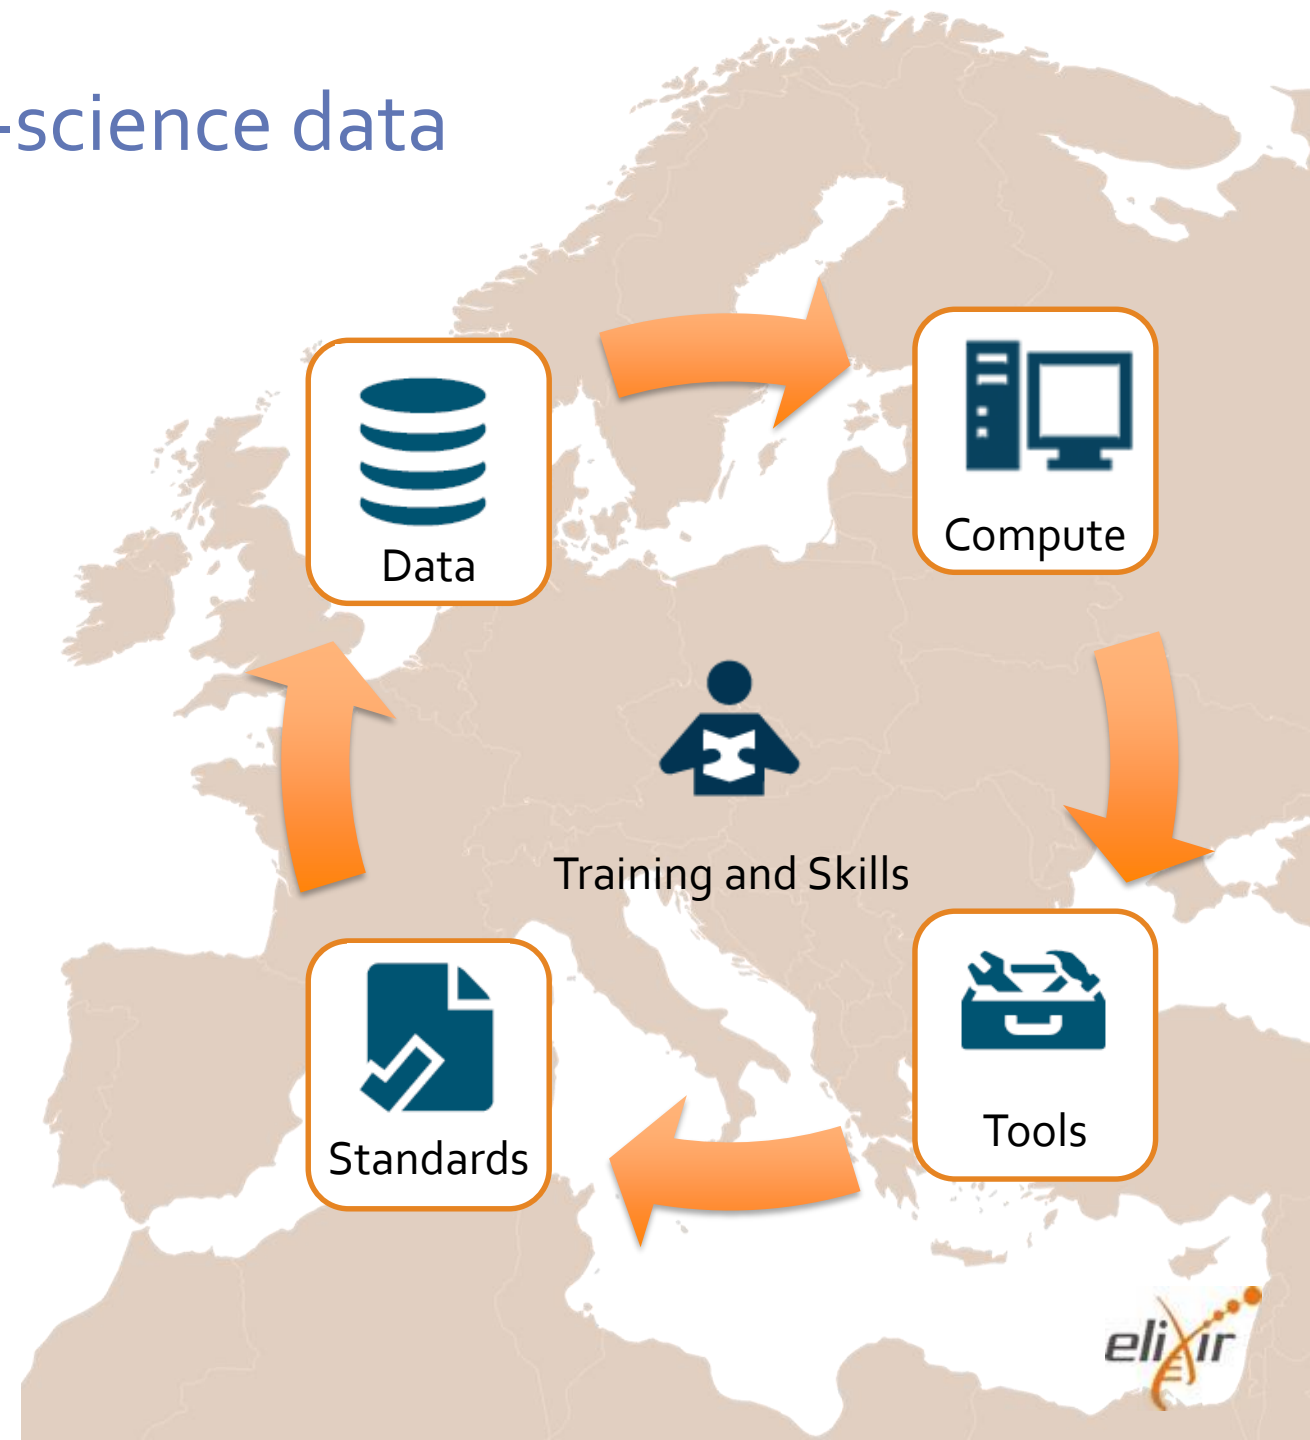 -science data
Data
Compute
Training and Skills
Standards
Tools
elixir